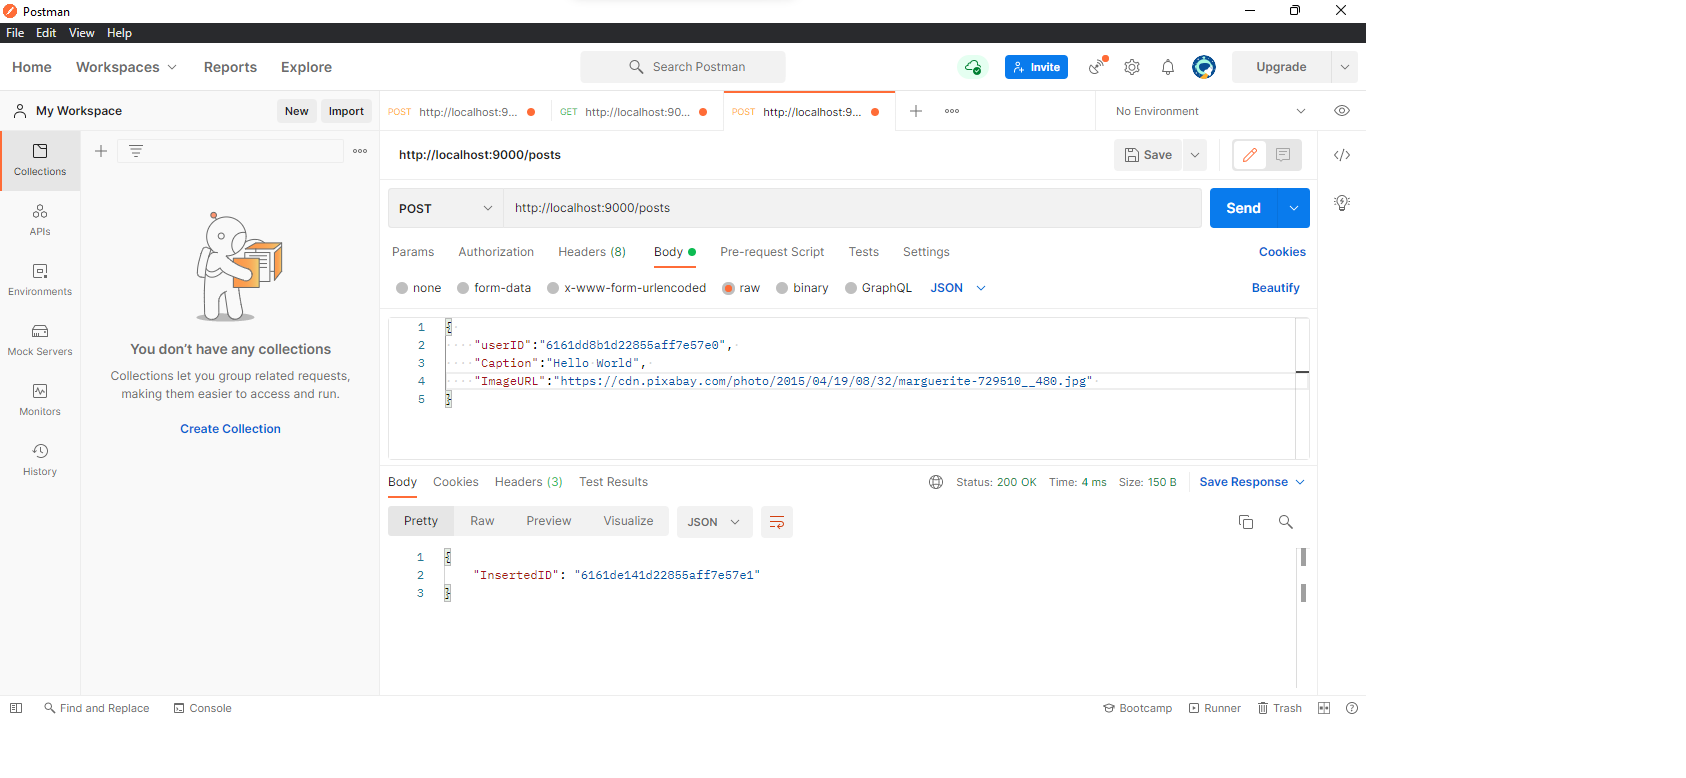 Postman
File Edit View Help
Home Workspaces Reports Explore
Search Postman
Invite
Upgrade
My Workspace
New
Import
POST http://localhost:9...
GET http://localhost:90...
POST http://localhost:9...
No Environment
Collections
APIs
Environments
Mock Servers
Monitors
History
You don't have any collections
Collections let you group related requests,
making them easier to access and run.
Create Collection
http://localhost:9000/posts
Save
POST
http://localhost:9000/posts
Send
Params Authorization Headers (8) Body Pre-request Script Tests Settings
Cookies
none form-data x-www-form-urlencoded raw binary GraphQL JSON
Beautify
1 {
2 "userID":"6161dd8b1d22855aff7e57e0",
3 "Caption":"Hello World",
4 "ImageURL":"https://cdn.pixabay.com/photo/2015/04/19/08/32/marguerite-729510__480.jpg"
5 }
Body Cookies Headers (3) Test Results
Status: 200 OK Time: 4 ms Size: 150 B
Save Response
Pretty Raw Preview Visualize JSON
1 {
2 "InsertedID": "6161de141d22855aff7e57e1"
3 }
Find and Replace
Console
Bootcamp
Runner
Trash